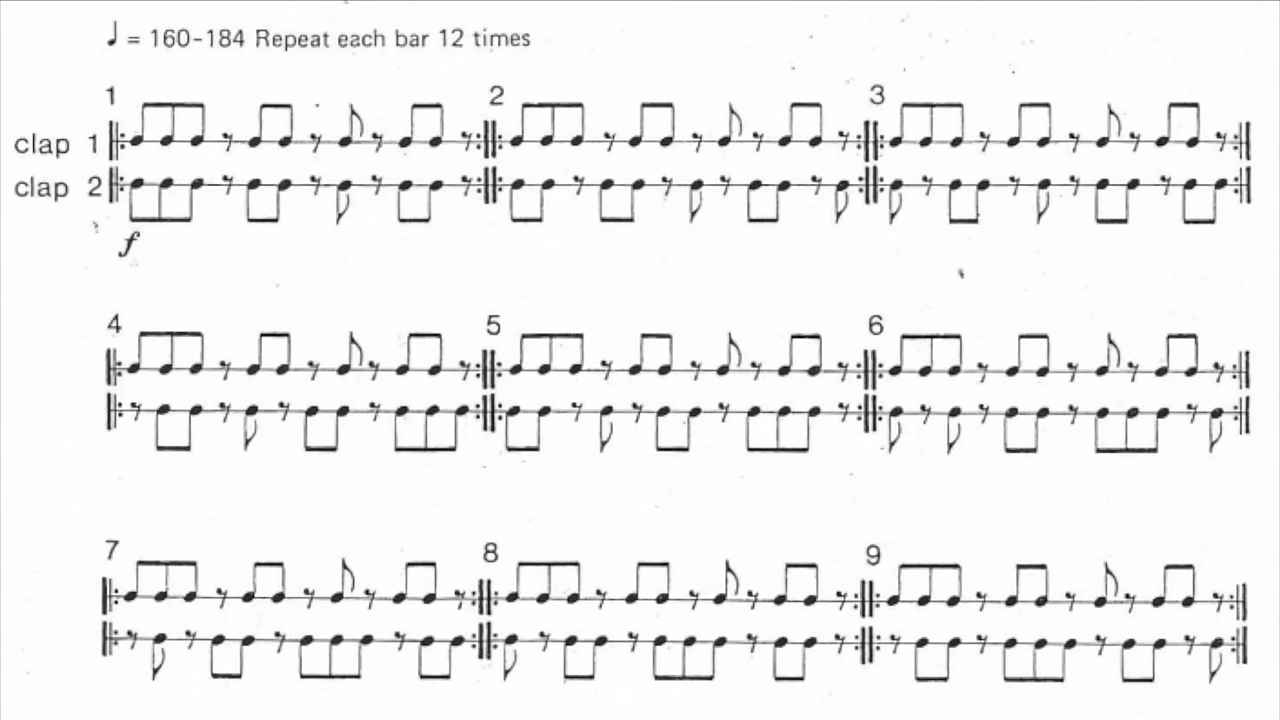 ♩ = 160-184 Repeat each bar 12 times
1 2 3
clap 1
clap 2
f
4 5 6
7 8 9